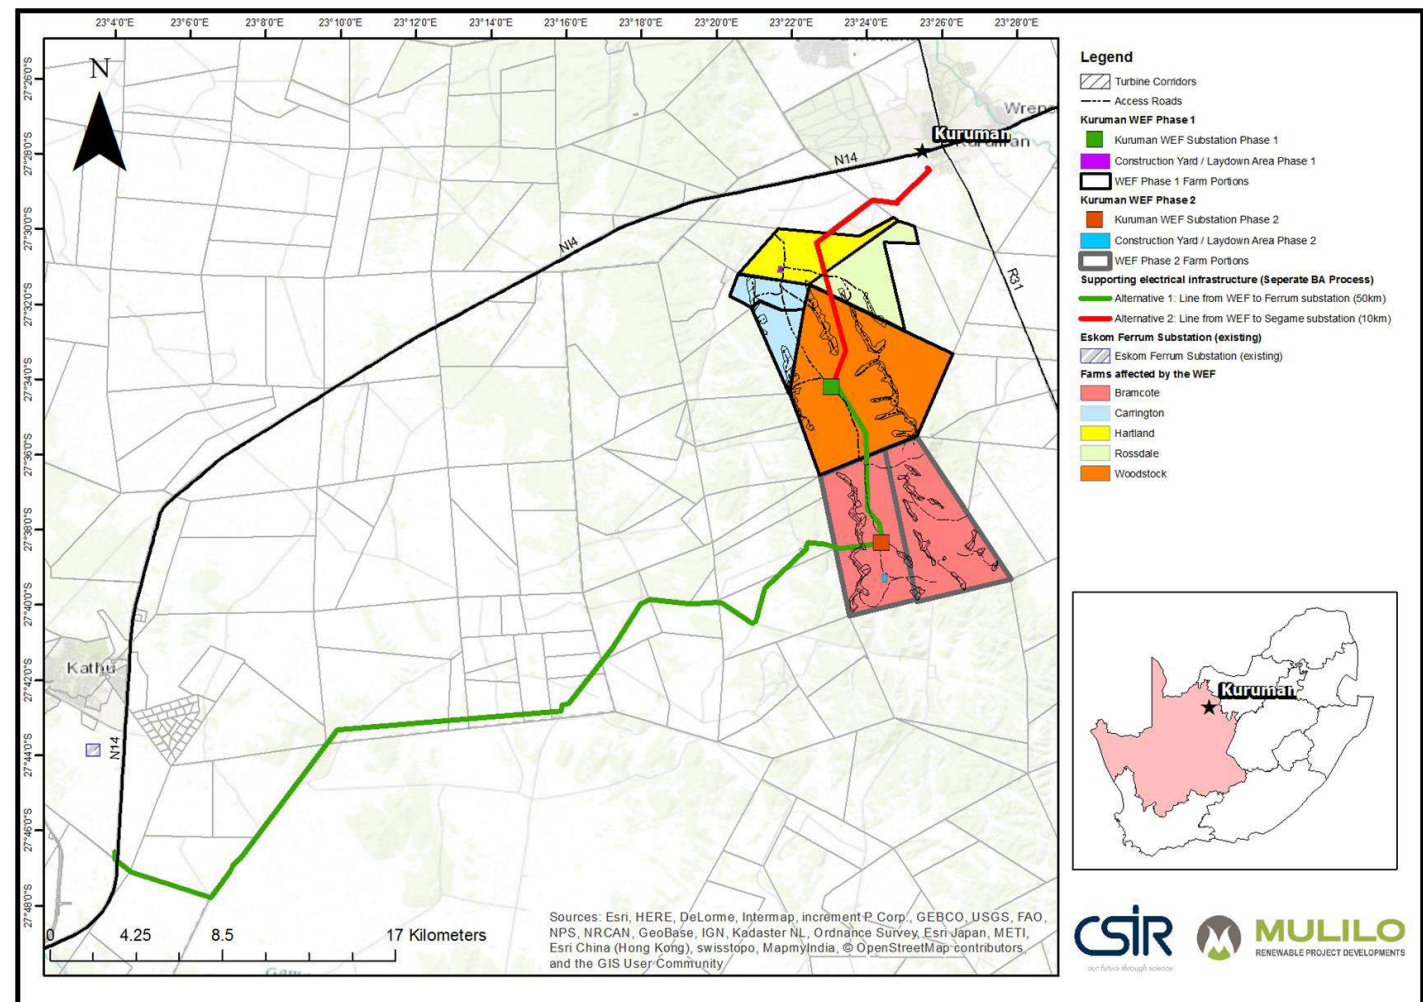 23°4'0"E 23°6'0"E 23°8'0"E 23°10'0"E 23°12'0"E 23°14'0"E 23°16'0"E 23°18'0"E 23°20'0"E 23°22'0"E 23°24'0"E 23°26'0"E 23°28'0"E
27°26'0"S
27°28'0"S
27°30'0"S
27°32'0"S
27°34'0"S
27°36'0"S
27°38'0"S
27°40'0"S
27°42'0"S
27°44'0"S
27°46'0"S
27°48'0"S
N
Kuruman
N14
N14
R31
Kathu
N14
0 4.25 8.5 17 Kilometers
Sources: Esri, HERE, DeLorme, Intermap, increment P Corp., GEBCO, USGS, FAO,
NPS, NRCAN, GeoBase, IGN, Kadaster NL, Ordnance Survey, Esri Japan, METI,
Esri China (Hong Kong), swisstopo, MapmyIndia, © OpenStreetMap contributors,
and the GIS User Community
Legend
Turbine Corridors
Access Roads
Kuruman WEF Phase 1
Kuruman WEF Substation Phase 1
Construction Yard / Laydown Area Phase 1
WEF Phase 1 Farm Portions
Kuruman WEF Phase 2
Kuruman WEF Substation Phase 2
Construction Yard / Laydown Area Phase 2
WEF Phase 2 Farm Portions
Supporting electrical infrastructure (Seperate BA Process)
Alternative 1: Line from WEF to Ferrum substation (50km)
Alternative 2: Line from WEF to Segame substation (10km)
Eskom Ferrum Substation (existing)
Eskom Ferrum Substation (existing)
Farms affected by the WEF
Bramcote
Carrington
Hartland
Rossdale
Woodstock
Kuruman
CSIR
our future through science
MULILO
RENEWABLE PROJECT DEVELOPMENTS